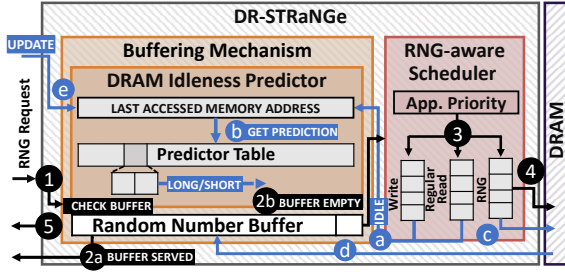 DR-STRaNGe
UPDATE
Buffering Mechanism
RNG-aware
Scheduler
DRAM Idleness Predictor
e
LAST ACCESSED MEMORY ADDRESS
App. Priority
b GET PREDICTION
3
RNG Request
Predictor Table
DRAM
1
LONG/SHORT
Write
Regular
Read
RNG
4
2b BUFFER EMPTY
CHECK BUFFER
IDLE
5
Random Number Buffer
a
c
d
2a BUFFER SERVED